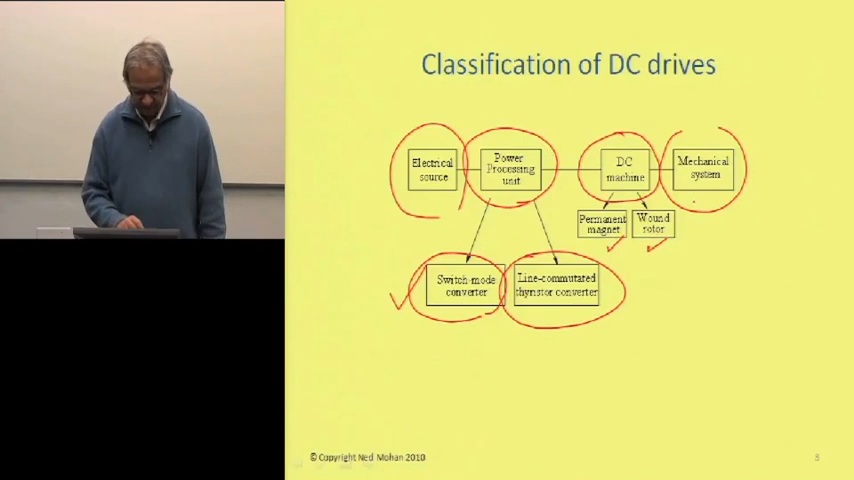 Classification of DC drives
Electrical
source
Power
Processing
unit
DC
machine
Mechanical
system
Permanent
magnet
Wound
rotor
Switch-mode
converter
Line-commutated
thyristor converter
© Copyright Ned Mohan 2010
3